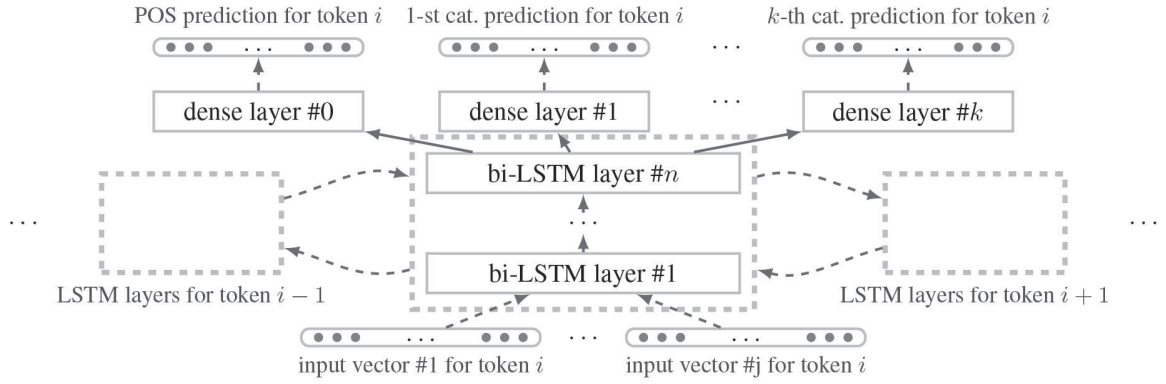 POS prediction for token i 1-st cat. prediction for token i k-th cat. prediction for token i
... ... ... ...
dense layer #0 dense layer #1 ... dense layer #k
bi-LSTM layer #n
... ... ...
bi-LSTM layer #1
LSTM layers for token i − 1 LSTM layers for token i + 1
... ... ...
input vector #1 for token i input vector #j for token i